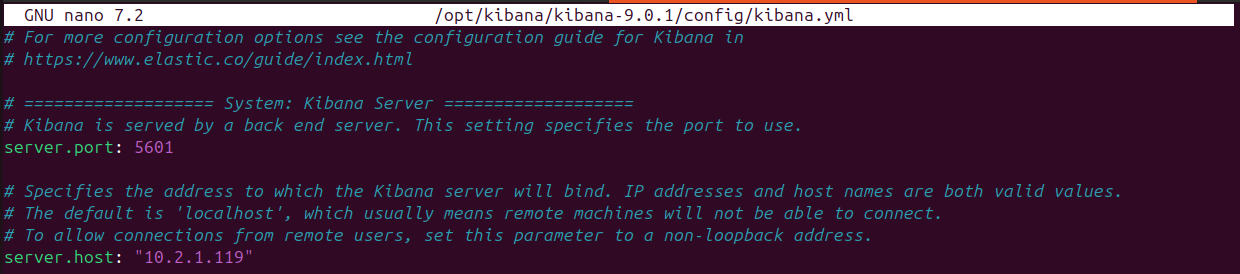 GNU nano 7.2 /opt/kibana/kibana-9.0.1/config/kibana.yml
# For more configuration options see the configuration guide for Kibana in
# https://www.elastic.co/guide/index.html
# =================== System: Kibana Server ===================
# Kibana is served by a back end server. This setting specifies the port to use.
server.port: 5601
# Specifies the address to which the Kibana server will bind. IP addresses and host names are both valid values.
# The default is 'localhost', which usually means remote machines will not be able to connect.
# To allow connections from remote users, set this parameter to a non-loopback address.
server.host: "10.2.1.119"